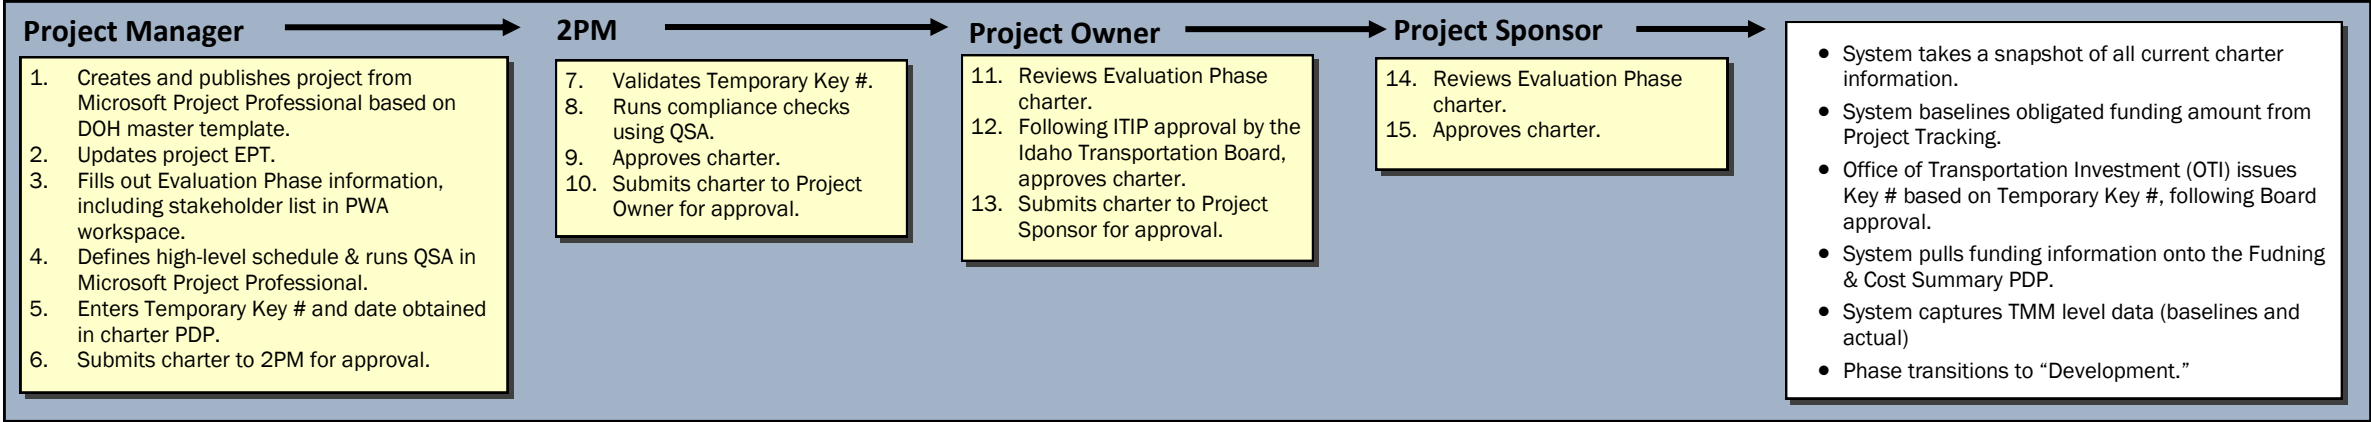 Project Manager
1. Creates and publishes project from
Microsoft Project Professional based on
DOH master template.
2. Updates project EPT.
3. Fills out Evaluation Phase information,
including stakeholder list in PWA
workspace.
4. Defines high-level schedule & runs QSA in
Microsoft Project Professional.
5. Enters Temporary Key # and date obtained
in charter PDP.
6. Submits charter to 2PM for approval.
2PM
7. Validates Temporary Key #.
8. Runs compliance checks
using QSA.
9. Approves charter.
10. Submits charter to Project
Owner for approval.
Project Owner
11. Reviews Evaluation Phase
charter.
12. Following ITIP approval by the
Idaho Transportation Board,
approves charter.
13. Submits charter to Project
Sponsor for approval.
Project Sponsor
14. Reviews Evaluation Phase
charter.
15. Approves charter.
• System takes a snapshot of all current charter
information.
• System baselines obligated funding amount from
Project Tracking.
• Office of Transportation Investment (OTI) issues
Key # based on Temporary Key #, following Board
approval.
• System pulls funding information onto the Fudning
& Cost Summary PDP.
• System captures TMM level data (baselines and
actual)
• Phase transitions to “Development.”